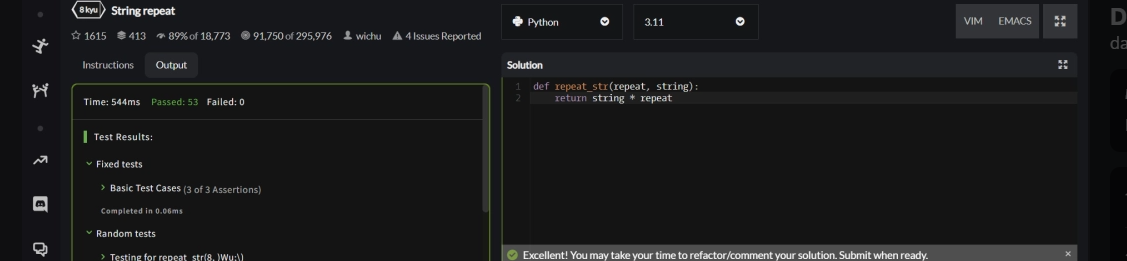 8 kyu String repeat
1615 413 89% of 18,773 91,750 of 295,976 wichu 4 Issues Reported
Instructions Output
Time: 544ms Passed: 53 Failed: 0
Test Results:
Fixed tests
Basic Test Cases (3 of 3 Assertions)
Completed in 0.06ms
Random tests
Testing for repeat_str(8, )Wu;\)
Python 3.11 VIM EMACS
Solution
1 def repeat_str(repeat, string):
2 return string * repeat
Excellent! You may take your time to refactor/comment your solution. Submit when ready.
D
da